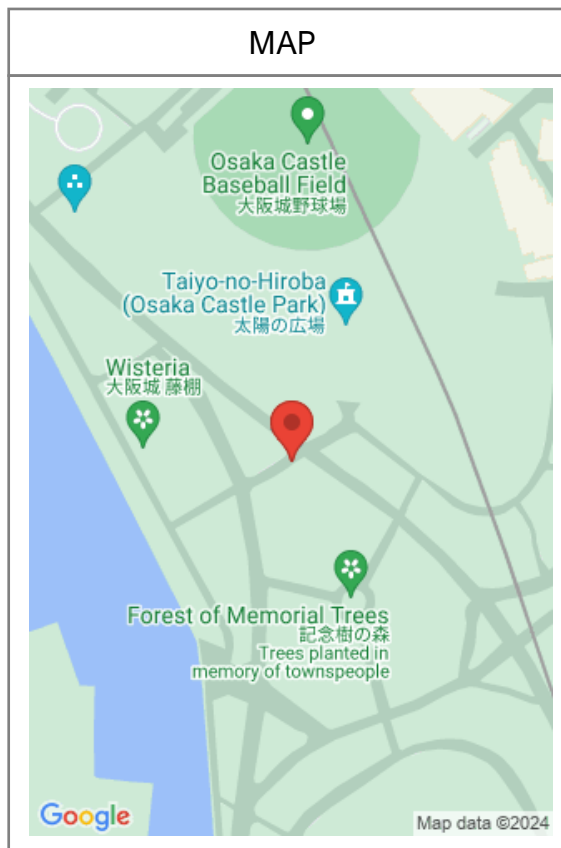 MAP
Osaka Castle
Baseball Field
大阪城野球場
Taiyo-no-Hiroba
(Osaka Castle Park)
太陽の広場
Wisteria
大阪城 藤棚
Forest of Memorial Trees
記念樹の森
Trees planted in
memory of townspeople
Google
Map data ©2024